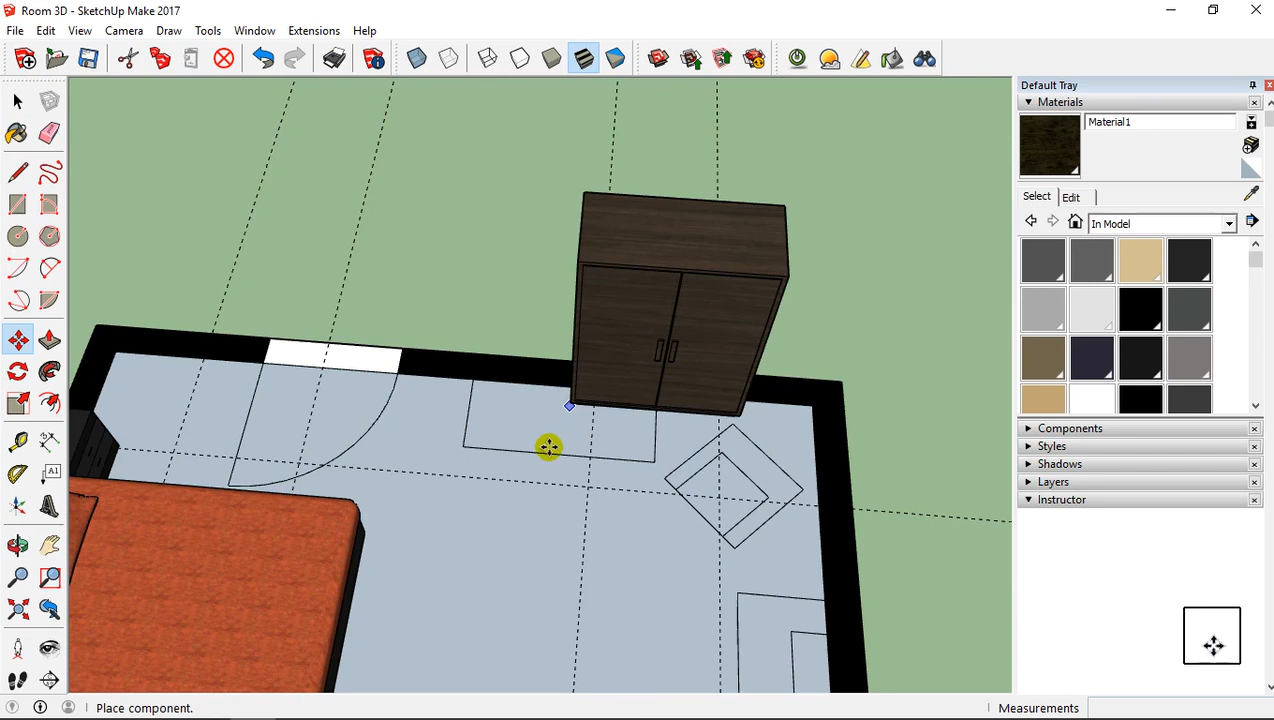 Room 3D - SketchUp Make 2017
File Edit View Camera Draw Tools Window Extensions Help
Default Tray
Materials
Material1
Select Edit
In Model
Components
Styles
Shadows
Layers
Instructor
A1
Place component.
Measurements